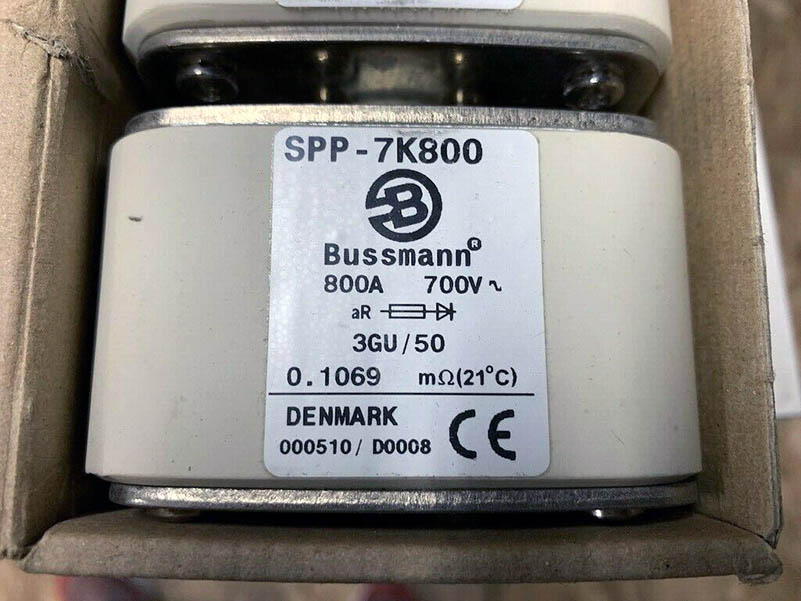 SPP-7K800
B
Bussmann®
800A 700V~
aR
3GU/50
0.1069 mΩ(21°C)
DENMARK
000510/ D0008 CE